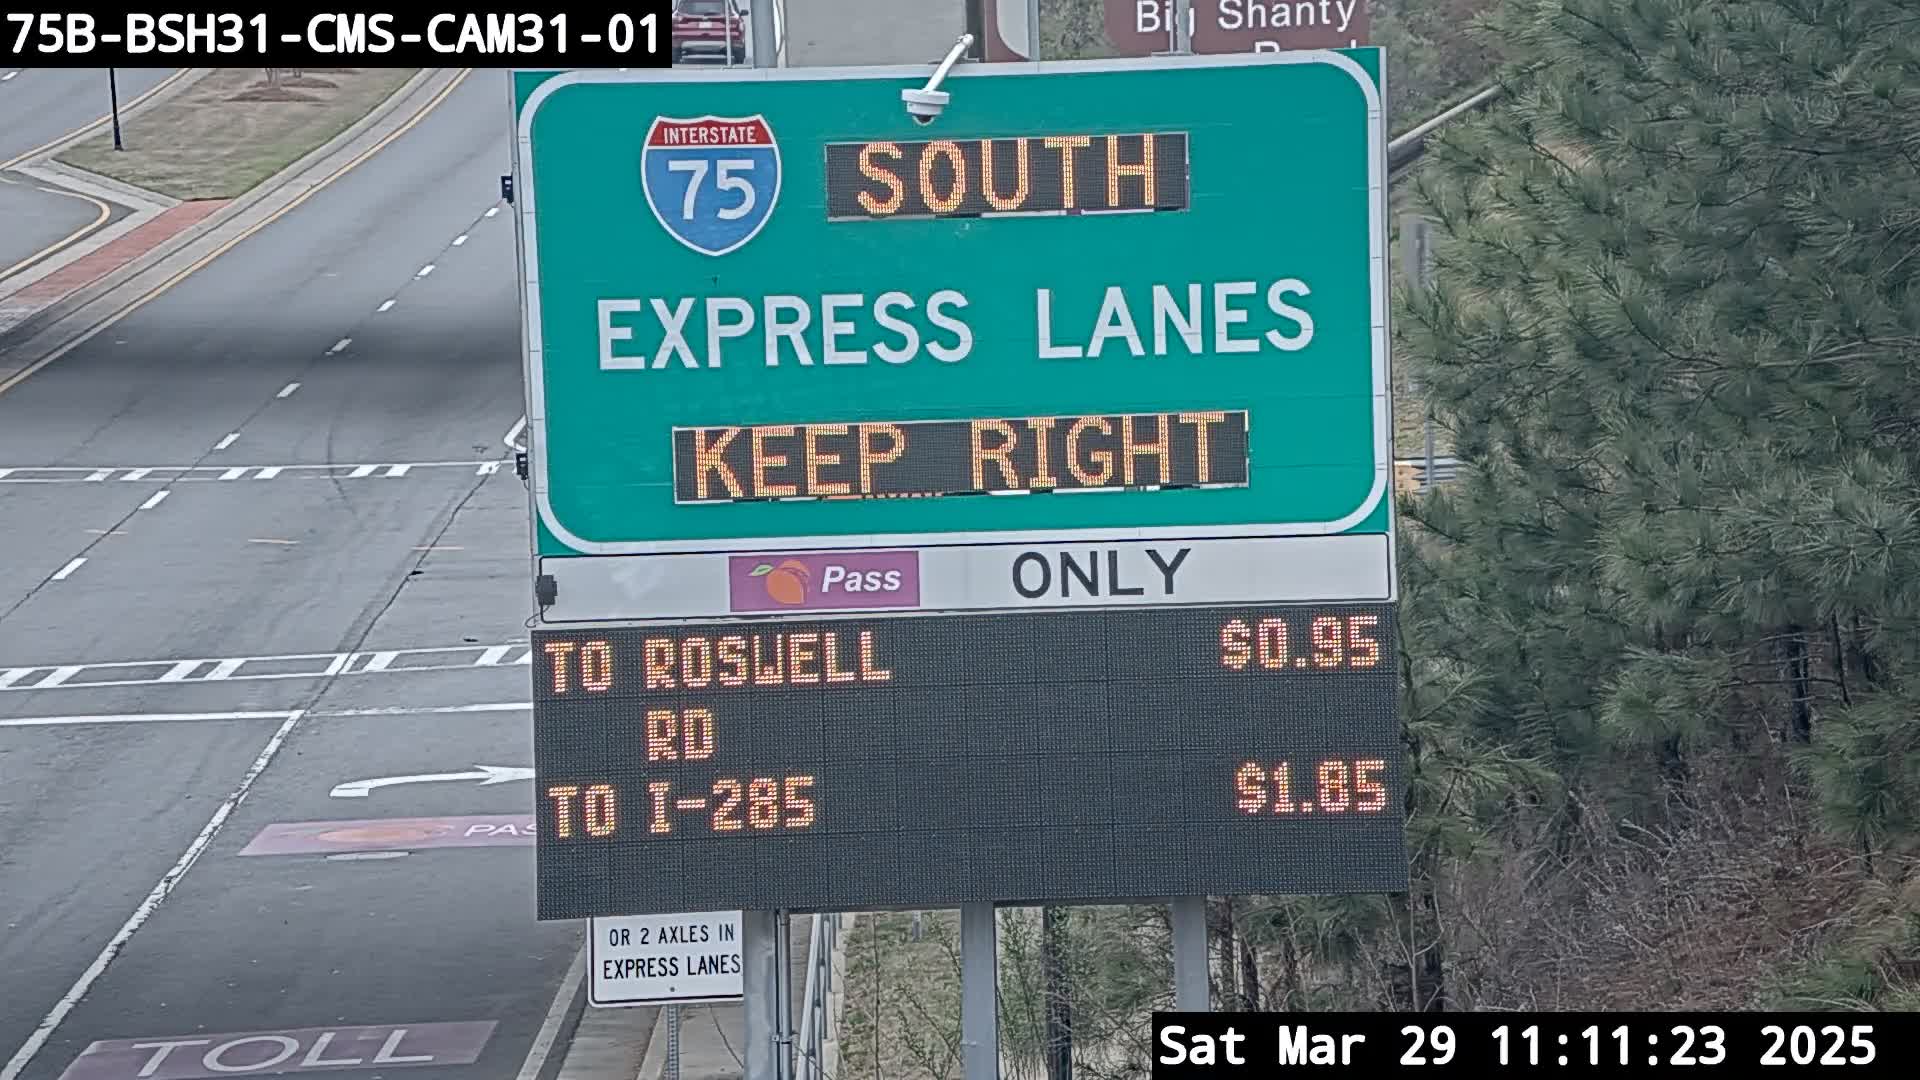 75B-BSH31-CMS-CAM31-01
Big Shanty
Road
INTERSTATE
75
SOUTH
EXPRESS LANES
KEEP RIGHT
Pass ONLY
TO ROSWELL $0.95
RD
TO I-285 $1.85
PAS
OR 2 AXLES IN
EXPRESS LANES
TOLL
Sat Mar 29 11:11:23 2025